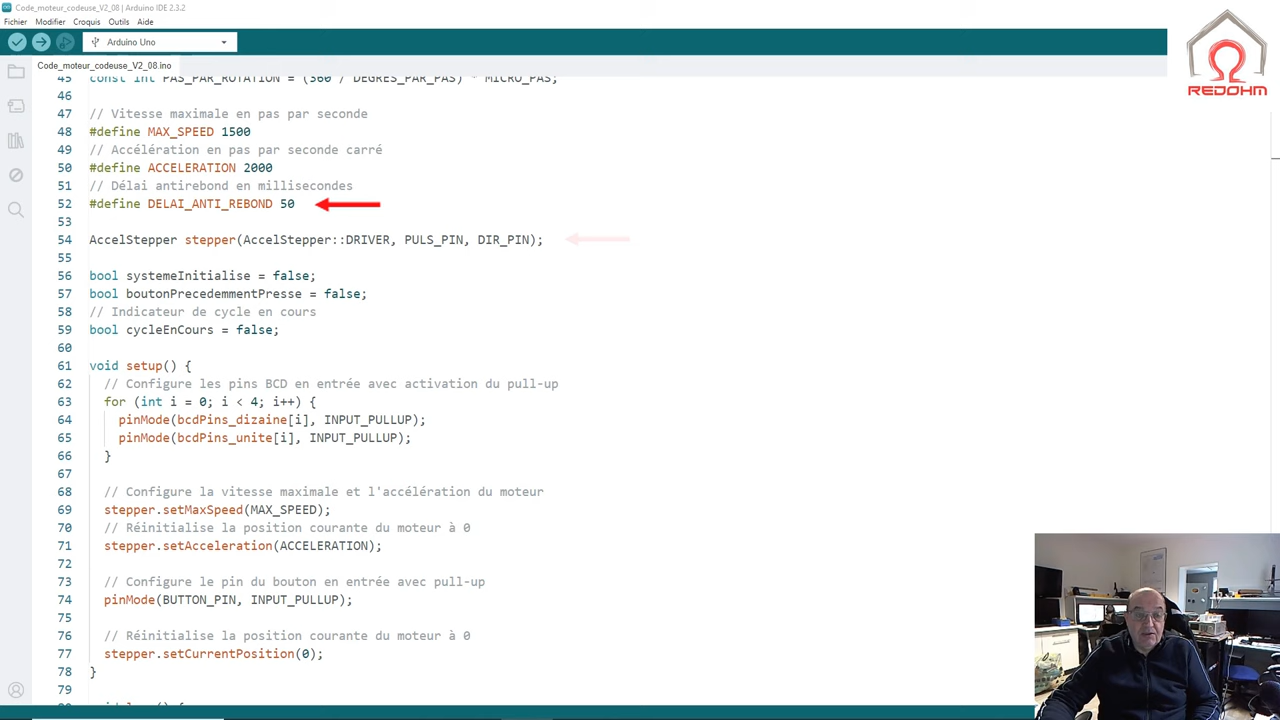 Code_moteur_codeuse_V2_08 | Arduino IDE 2.3.2
Fichier Modifier Croquis Outils Aide
Arduino Uno
REDOHM
Code_moteur_codeuse_V2_08.ino
45 const int PAS_PAR_ROTATION = (360 / DEGRES_PAR_PAS) * MICRO_PAS;
46
47 // Vitesse maximale en pas par seconde
48 #define MAX_SPEED 1500
49 // Accélération en pas par seconde carré
50 #define ACCELERATION 2000
51 // Délai antirebond en millisecondes
52 #define DELAI_ANTI_REBOND 50
53
54 AccelStepper stepper(AccelStepper::DRIVER, PULS_PIN, DIR_PIN);
55
56 bool systemeInitialise = false;
57 bool boutonPrecedemmentPresse = false;
58 // Indicateur de cycle en cours
59 bool cycleEnCours = false;
60
61 void setup() {
62 // Configure les pins BCD en entrée avec activation du pull-up
63 for (int i = 0; i < 4; i++) {
64 pinMode(bcdPins_dizaine[i], INPUT_PULLUP);
65 pinMode(bcdPins_unite[i], INPUT_PULLUP);
66 }
67
68 // Configure la vitesse maximale et l'accélération du moteur
69 stepper.setMaxSpeed(MAX_SPEED);
70 // Réinitialise la position courante du moteur à 0
71 stepper.setAcceleration(ACCELERATION);
72
73 // Configure le pin du bouton en entrée avec pull-up
74 pinMode(BUTTON_PIN, INPUT_PULLUP);
75
76 // Réinitialise la position courante du moteur à 0
77 stepper.setCurrentPosition(0);
78 }
79